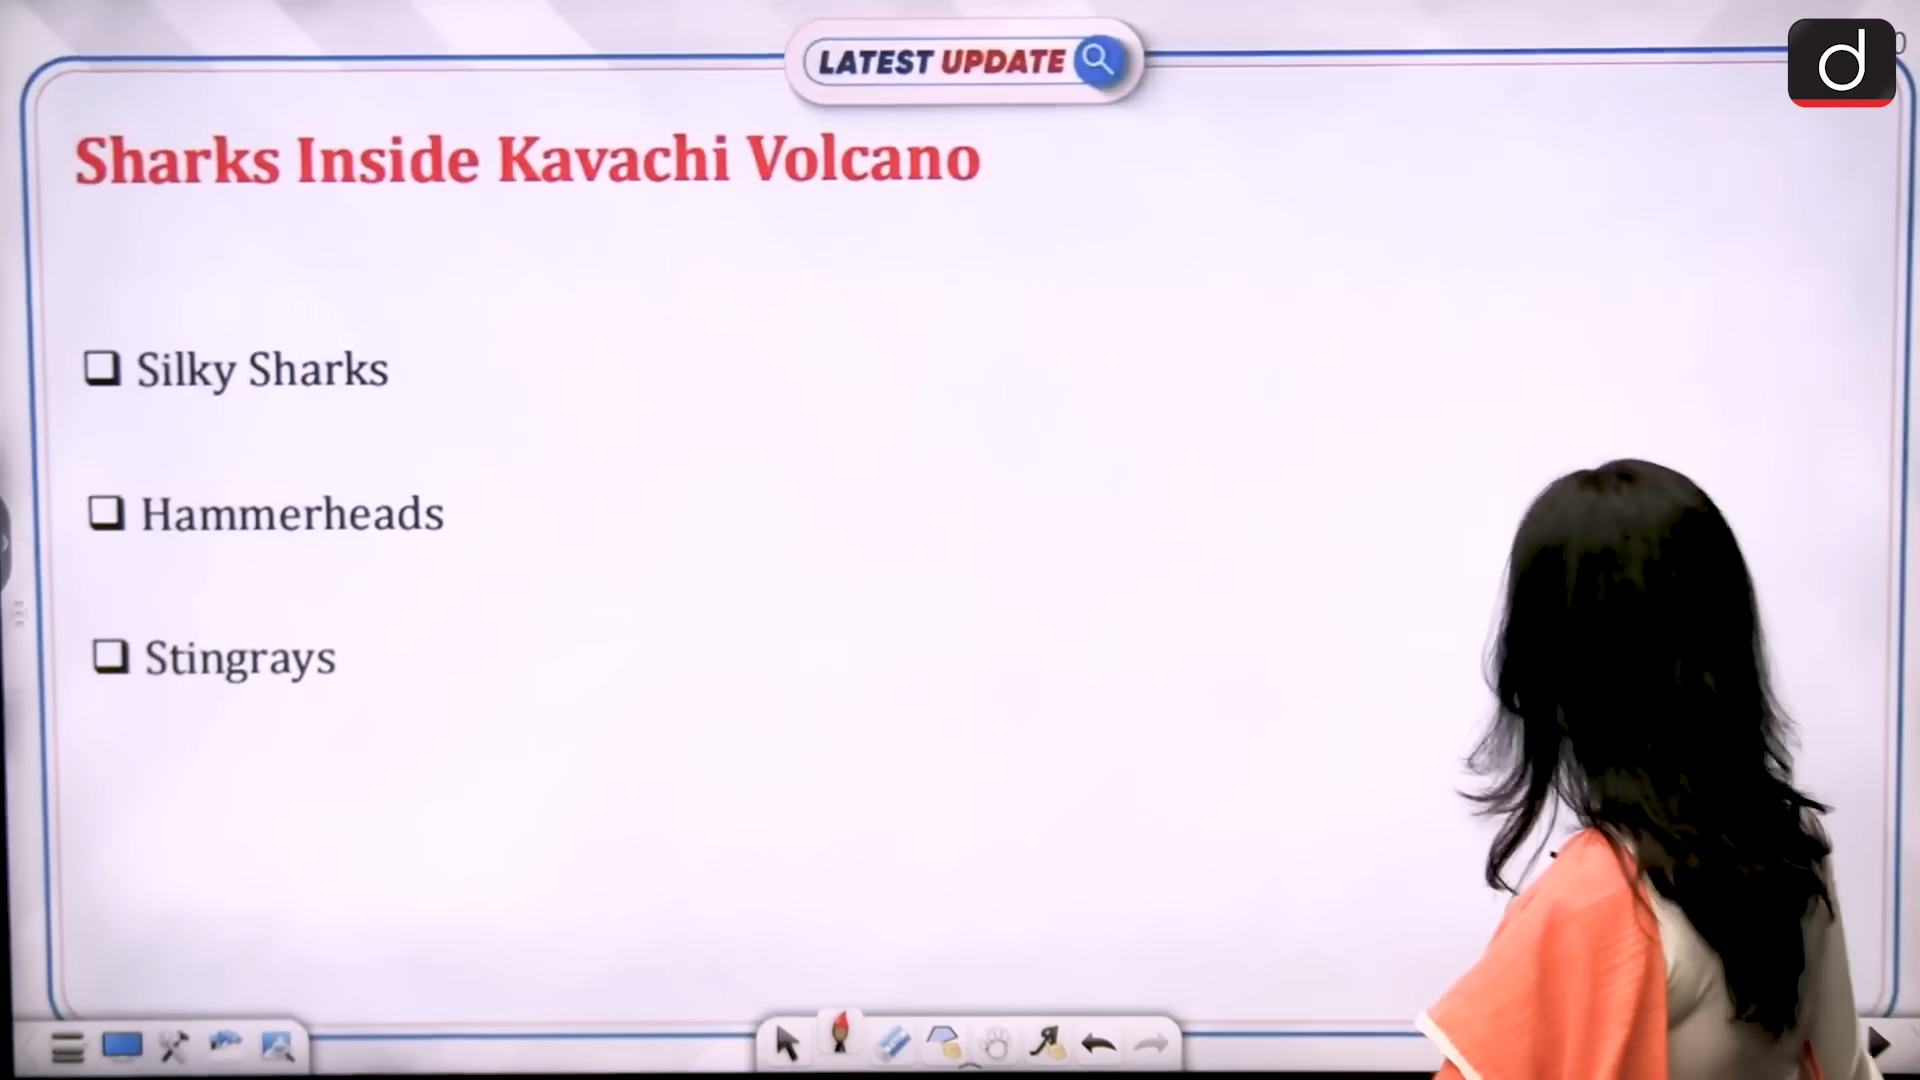 LATEST UPDATE
d
Sharks Inside Kavachi Volcano
Silky Sharks
Hammerheads
Stingrays